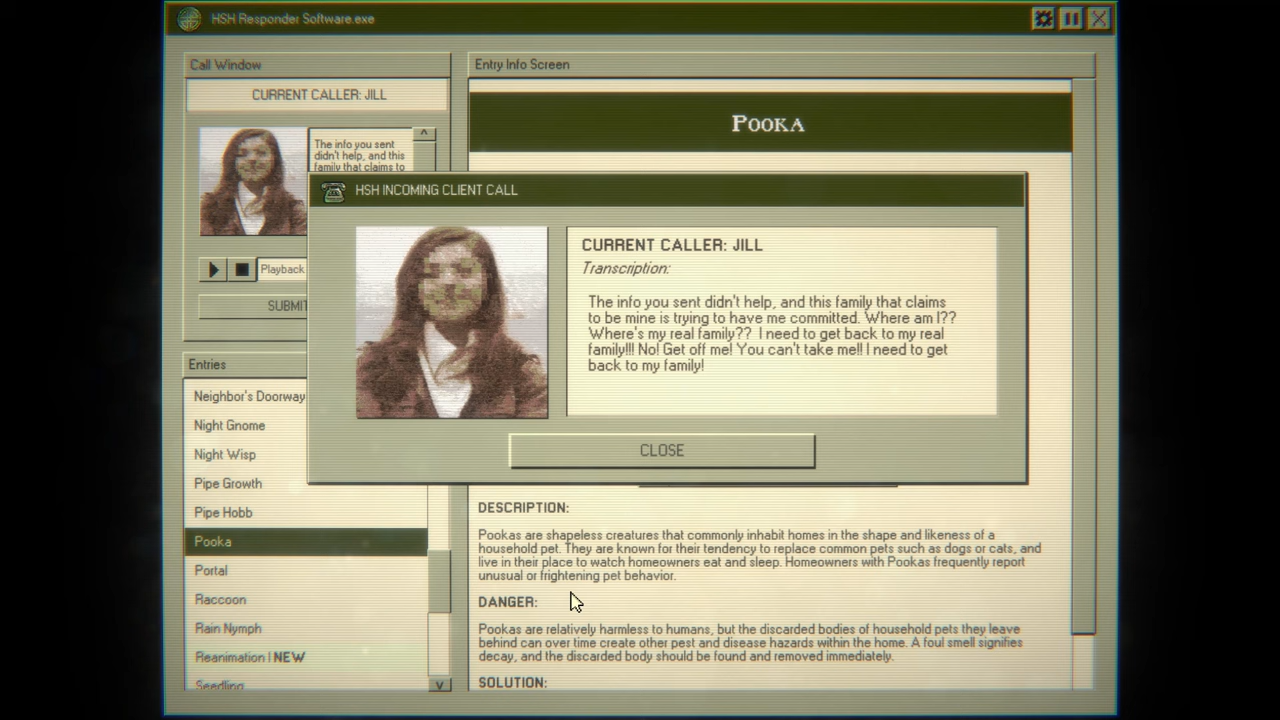 HSH Responder Software.exe
Call Window
CURRENT CALLER: JILL
The info you sent
didn't help, and this
family that claims to
Playback
SUBMIT
Entries
Neighbor's Doorway
Night Gnome
Night Wisp
Pipe Growth
Pipe Hobb
Pooka
Portal
Raccoon
Rain Nymph
Reanimation | NEW
Seedling
Entry Info Screen
POOKA
HSH INCOMING CLIENT CALL
CURRENT CALLER: JILL
Transcription:
The info you sent didn't help, and this family that claims
to be mine is trying to have me committed. Where am I??
Where's my real family?? I need to get back to my real
family!!! No! Get off me! You can't take me!! I need to get
back to my family!
CLOSE
DESCRIPTION:
Pookas are shapeless creatures that commonly inhabit homes in the shape and likeness of a
household pet. They are known for their tendency to replace common pets such as dogs or cats, and
live in their place to watch homeowners eat and sleep. Homeowners with Pookas frequently report
unusual or frightening pet behavior.
DANGER:
Pookas are relatively harmless to humans, but the discarded bodies of household pets they leave
behind can over time create other pest and disease hazards within the home. A foul smell signifies
decay, and the discarded body should be found and removed immediately.
SOLUTION: